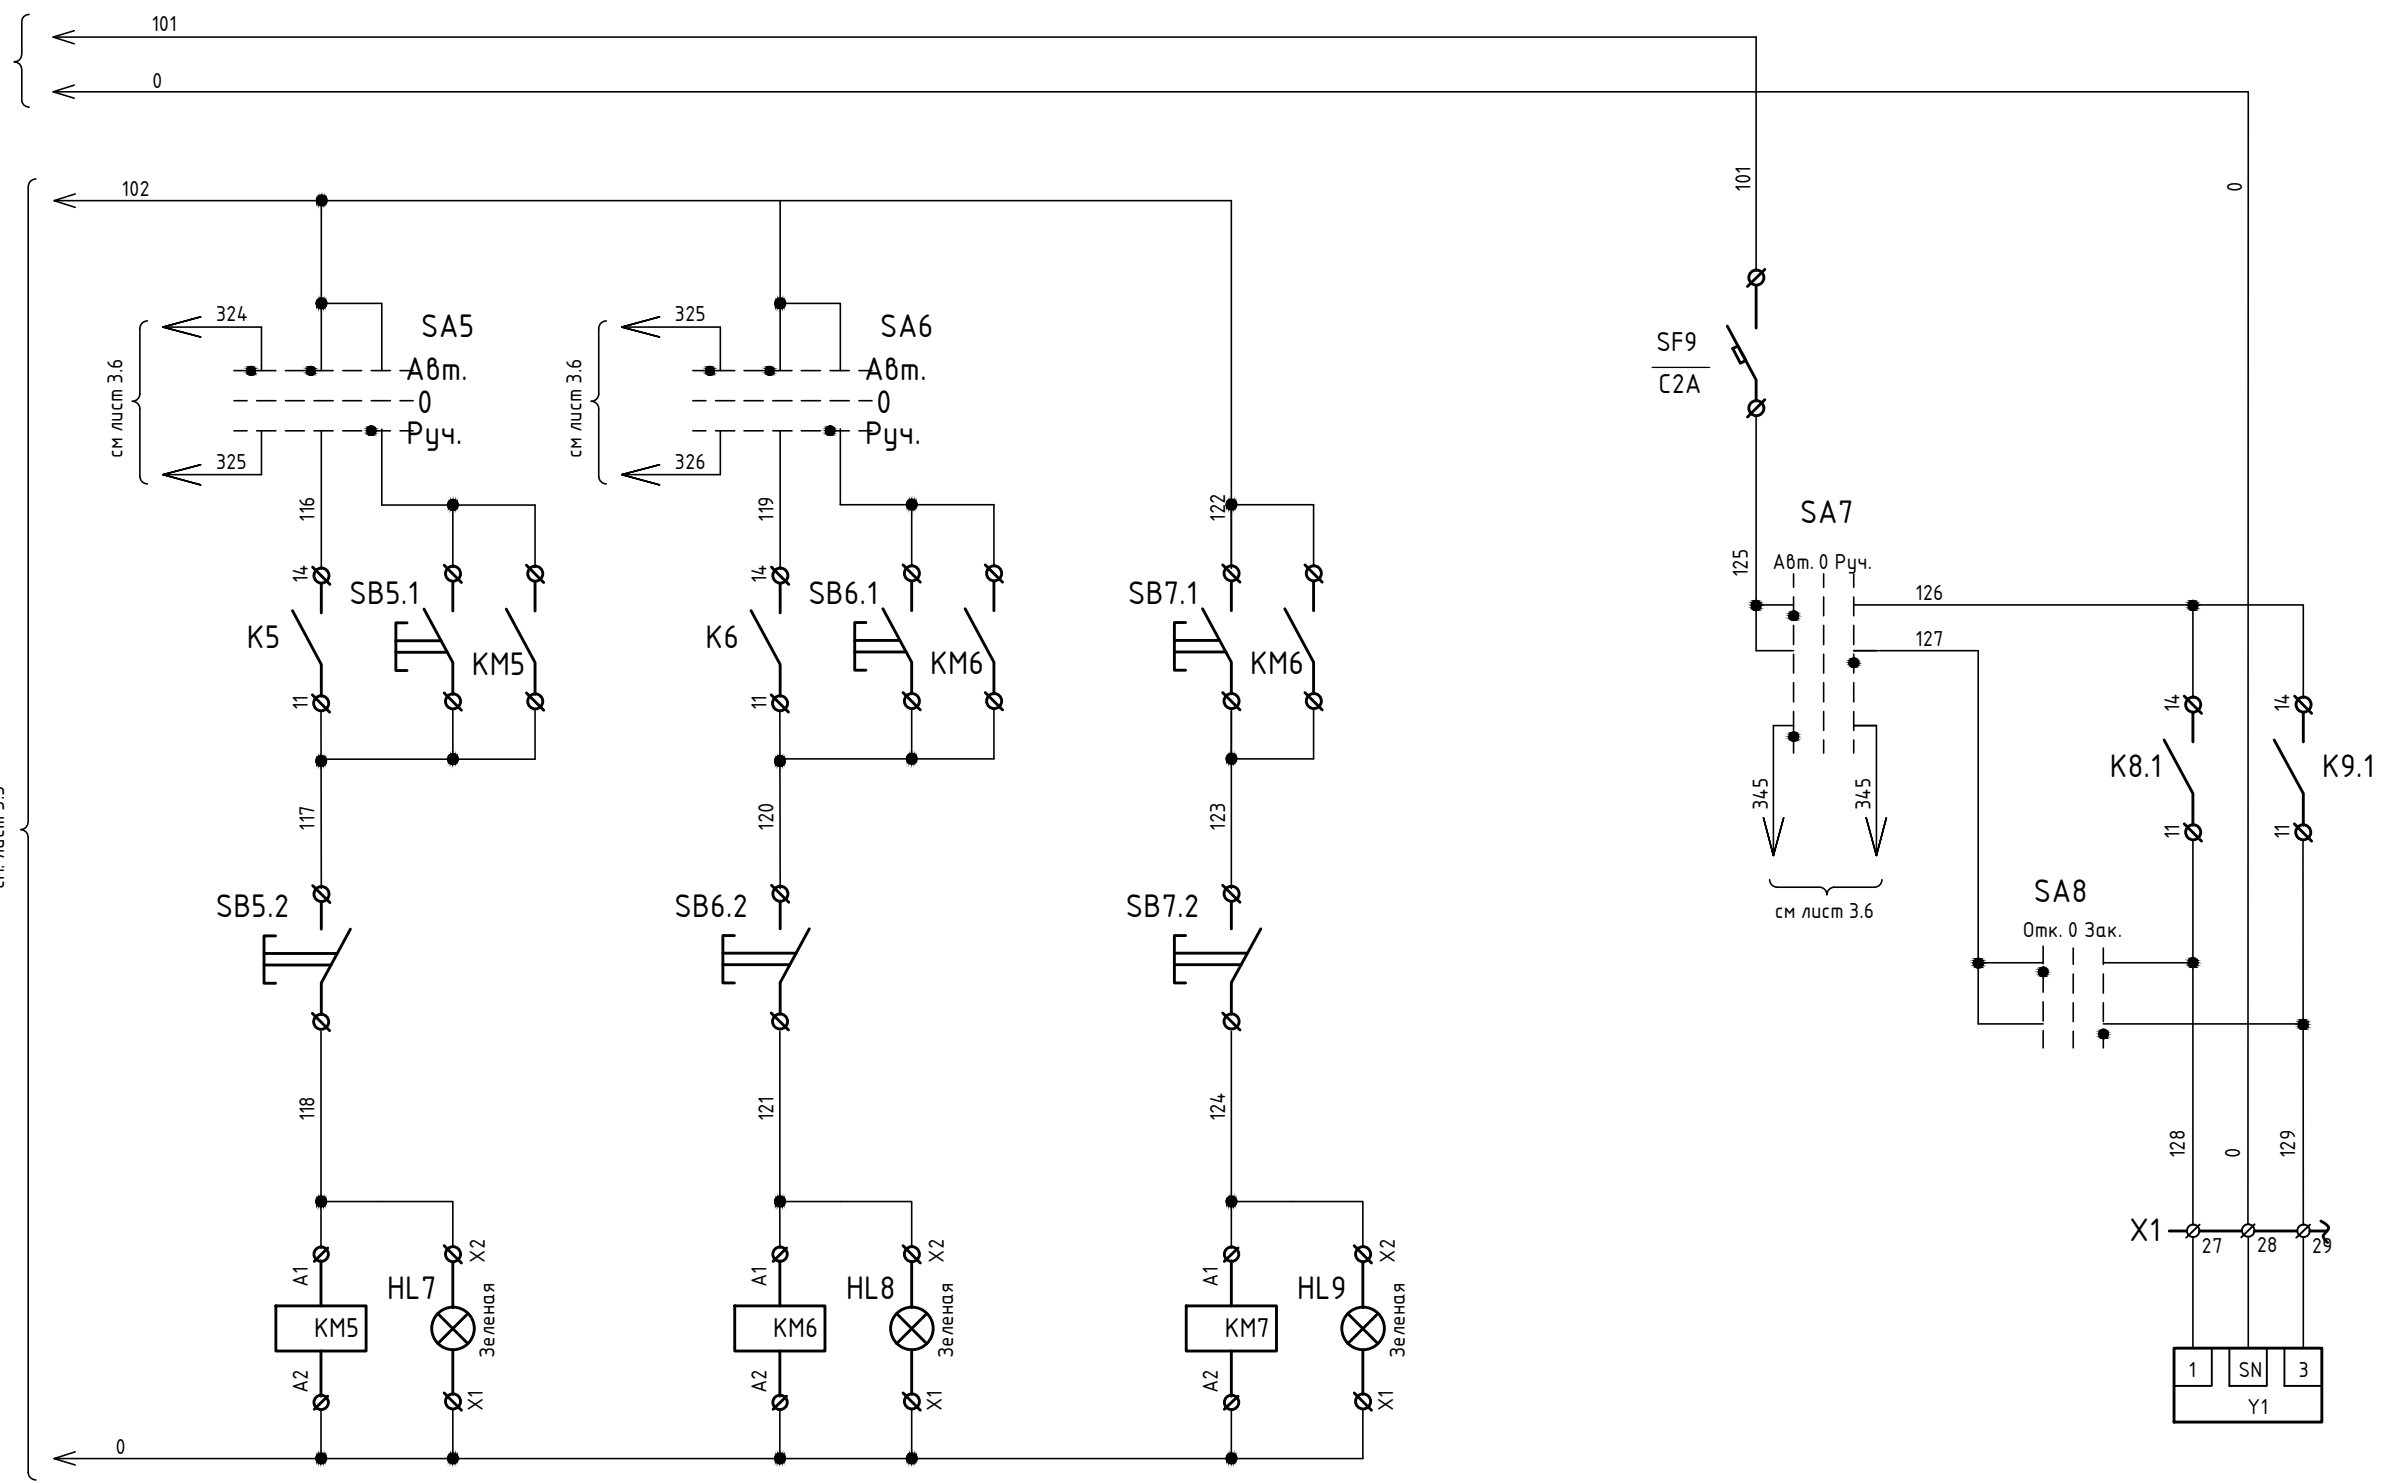 101
0
102
101
0
324
SA5
325
SA6
SF9
C2A
см лист 3.6
Авт.
0
Руч.
325
см лист 3.6
Авт.
0
Руч.
326
116
119
122
SA7
125
Авт. 0 Руч.
126
127
14
SB5.1
K5
KM5
11
14
SB6.1
K6
KM6
11
SB7.1
KM6
14
K8.1
11
14
K9.1
11
345
345
см лист 3.6
117
120
123
SB5.2
SB6.2
SB7.2
SA8
Отк. 0 Зак.
118
121
124
128
0
129
X1
27
28
29
A1
HL7
X2
Зеленая
KM5
A2
X1
A1
HL8
X2
Зеленая
KM6
A2
X1
A1
HL9
X2
Зеленая
KM7
A2
X1
1
SN
3
Y1
0